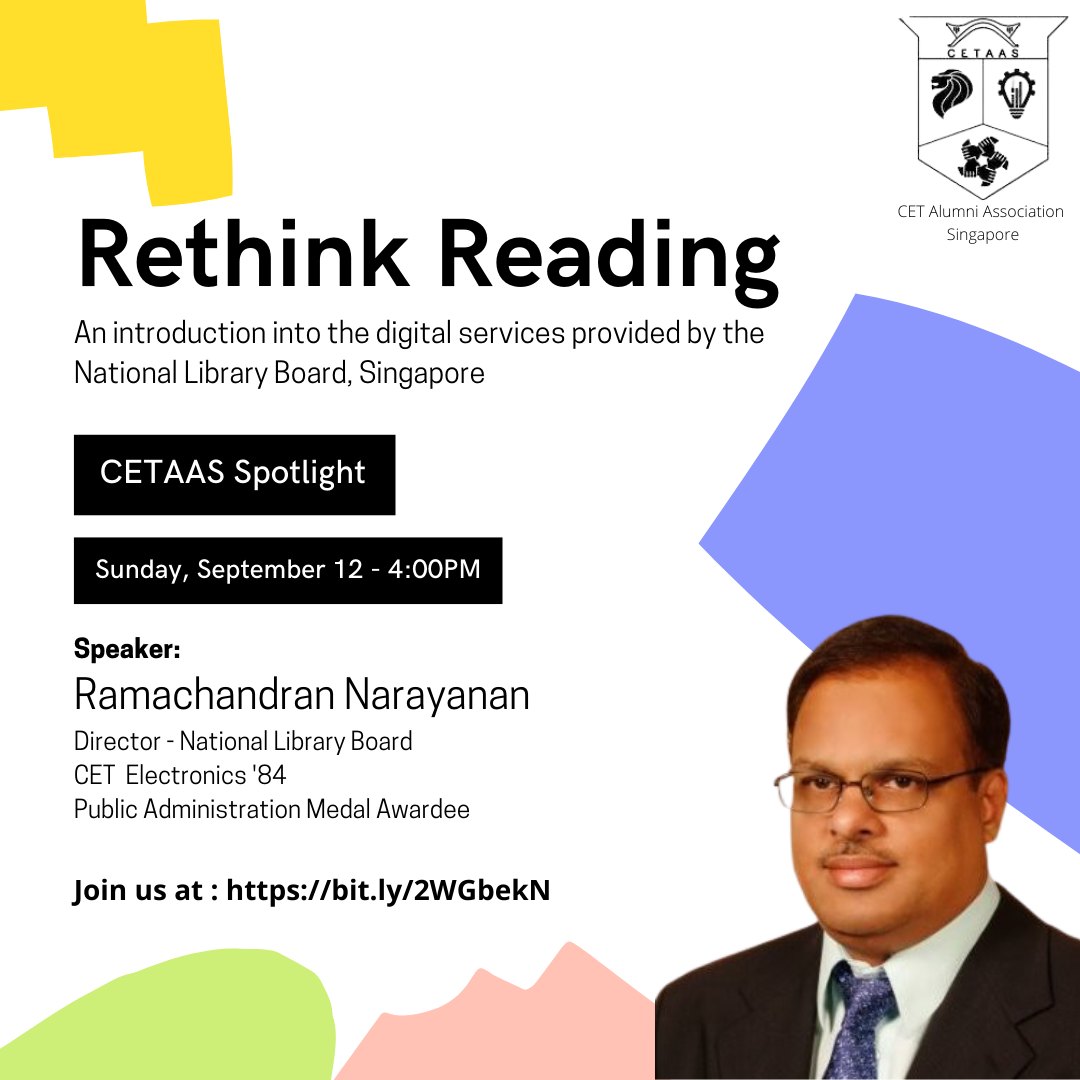 CETAAS
CET Alumni Association
Singapore
Rethink Reading
An introduction into the digital services provided by the
National Library Board, Singapore
CETAAS Spotlight
Sunday, September 12 - 4:00PM
Speaker:
Ramachandran Narayanan
Director - National Library Board
CET Electronics '84
Public Administration Medal Awardee
Join us at : https://bit.ly/2WGbekN